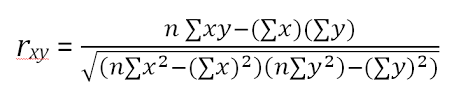 r_xy = (n ∑xy−(∑x)(∑y)) / √((n∑x²−(∑x)²)(n∑y²)−(∑y)²)